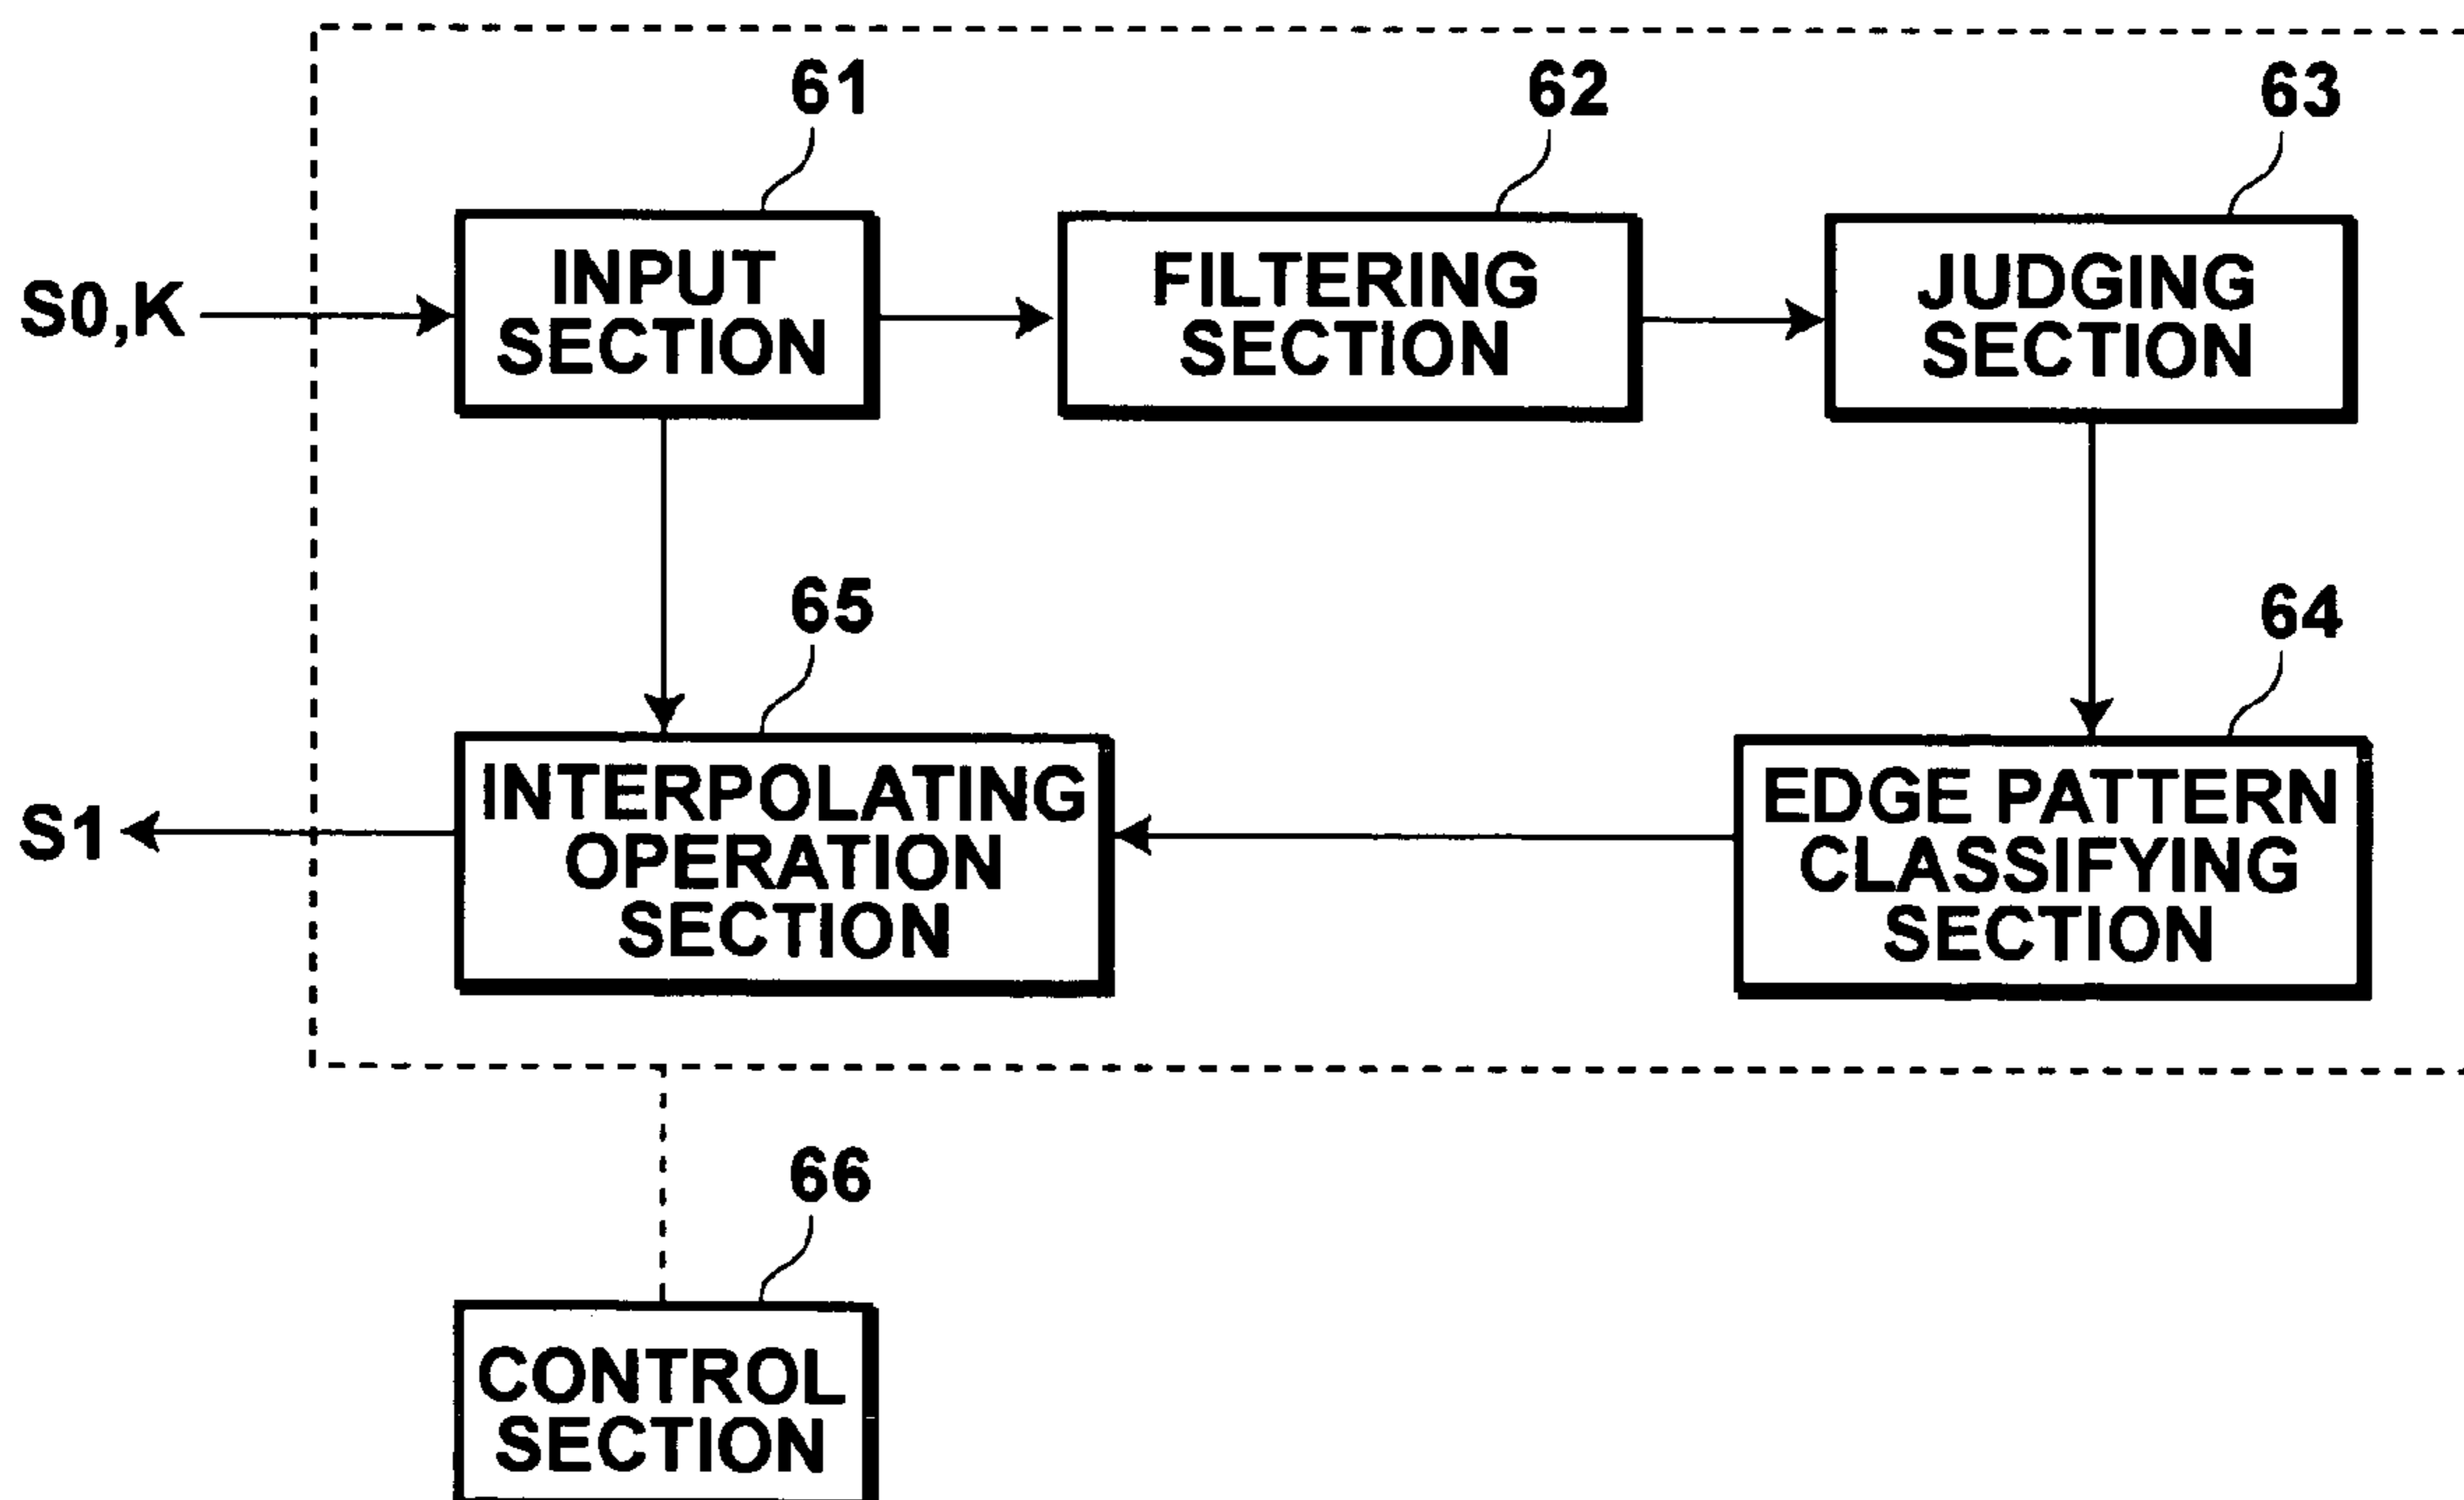 61
62
63
S0,K
INPUT
SECTION
FILTERING
SECTION
JUDGING
SECTION
65
64
S1
INTERPOLATING
OPERATION
SECTION
EDGE PATTERN
CLASSIFYING
SECTION
66
CONTROL
SECTION